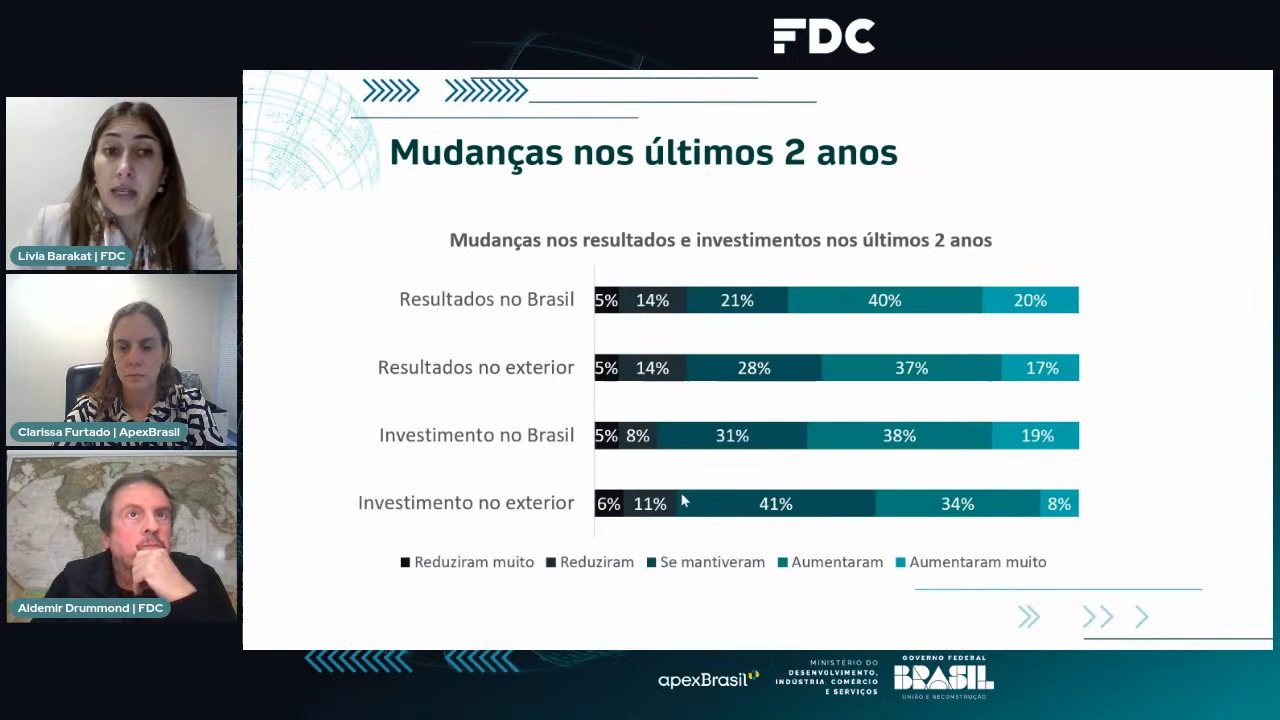 FDC
Mudanças nos últimos 2 anos
Mudanças nos resultados e investimentos nos últimos 2 anos
Resultados no Brasil 5% 14% 21% 40% 20%
Resultados no exterior 5% 14% 28% 37% 17%
Investimento no Brasil 5% 8% 31% 38% 19%
Investimento no exterior 6% 11% 41% 34% 8%
Reduziram muito Reduziram Se mantiveram Aumentaram Aumentaram muito
Lívia Barakat | FDC
Clarissa Furtado | ApexBrasil
Aldemir Drummond | FDC
apexBrasil
MINISTÉRIO DO
DESENVOLVIMENTO,
INDÚSTRIA, COMÉRCIO
E SERVIÇOS
GOVERNO FEDERAL
BRASIL
UNIÃO E RECONSTRUÇÃO